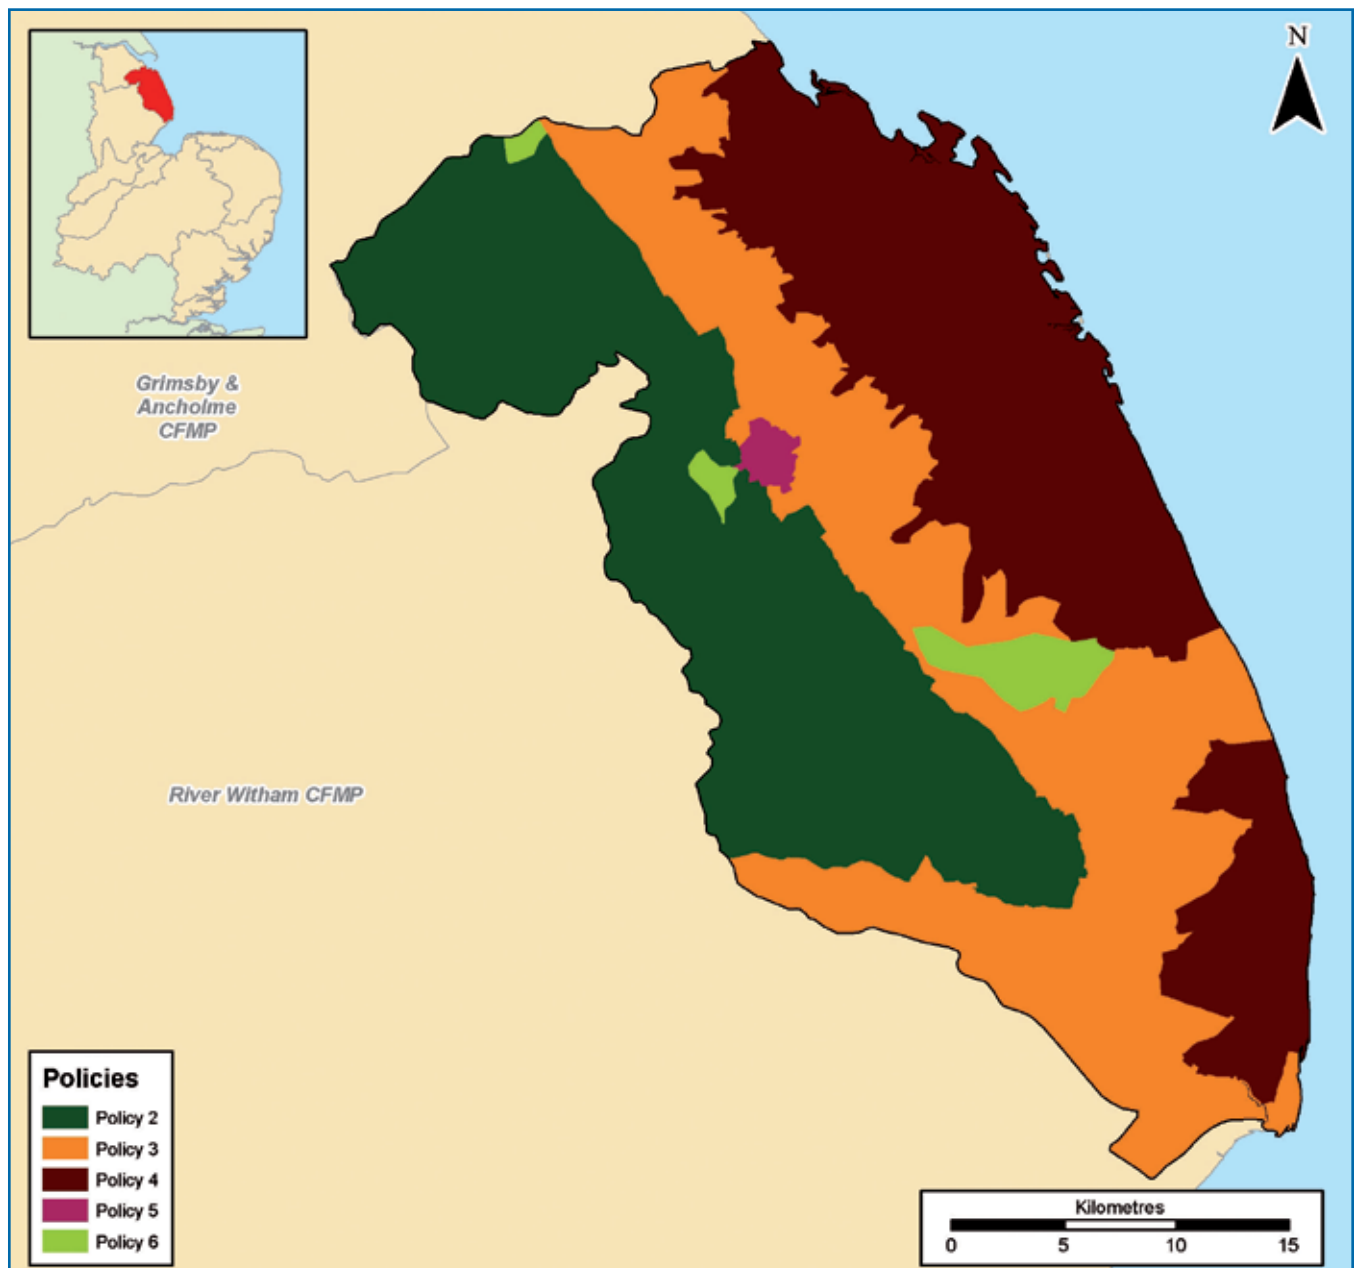 N
Grimsby &
Ancholme
CFMP
River Witham CFMP
Policies
Policy 2
Policy 3
Policy 4
Policy 5
Policy 6
Kilometres
0 5 10 15